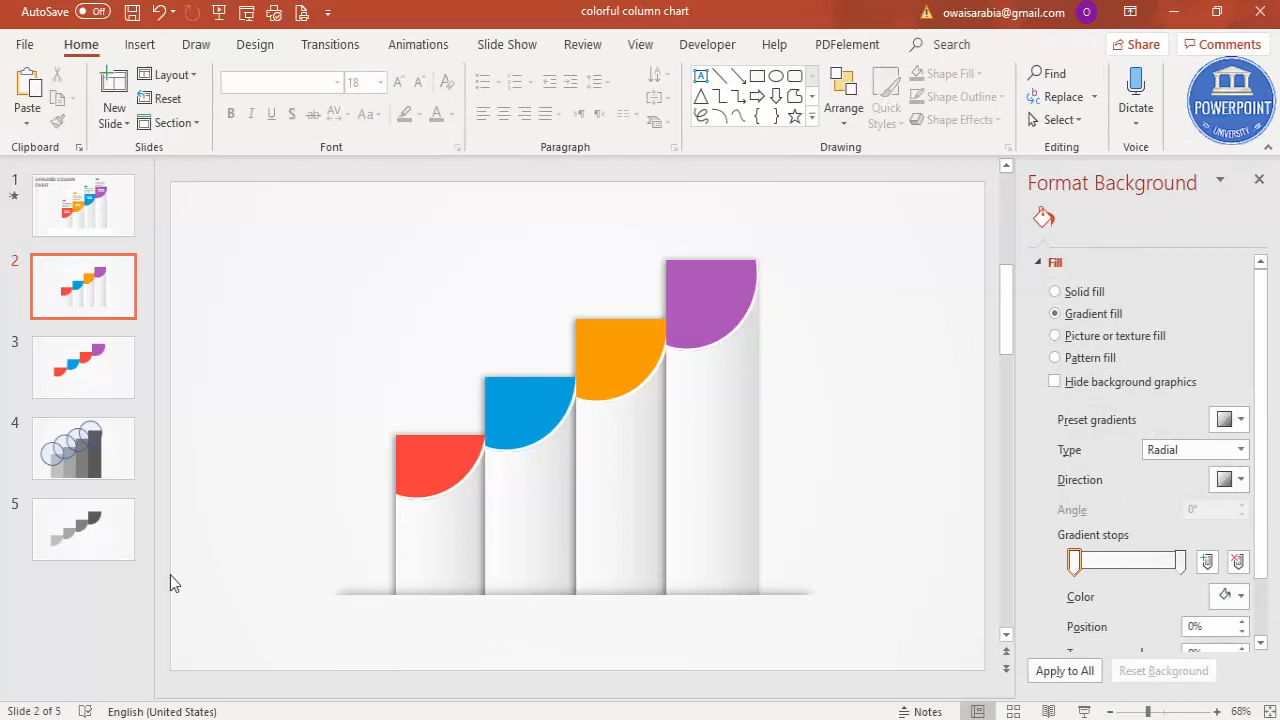 AutoSave Off colorful column chart owaisarabia@gmail.com O
File Home Insert Draw Design Transitions Animations Slide Show Review View Developer Help PDFelement Search Share Comments
Paste Layout Reset Section New Slide 18 Arrange Quick Styles Shape Fill Shape Outline Shape Effects Find Replace Select Dictate
POWERPOINT
UNIVERSITY
Clipboard Slides Font Paragraph Drawing Editing Voice
1
ANIMATED COLUMN
CHART
2
3
4
5
Format Background
Fill
Solid fill
Gradient fill
Picture or texture fill
Pattern fill
Hide background graphics
Preset gradients
Type Radial
Direction
Angle 0°
Gradient stops
Color
Position 0%
Apply to All Reset Background
Slide 2 of 5 English (United States) Notes 68%